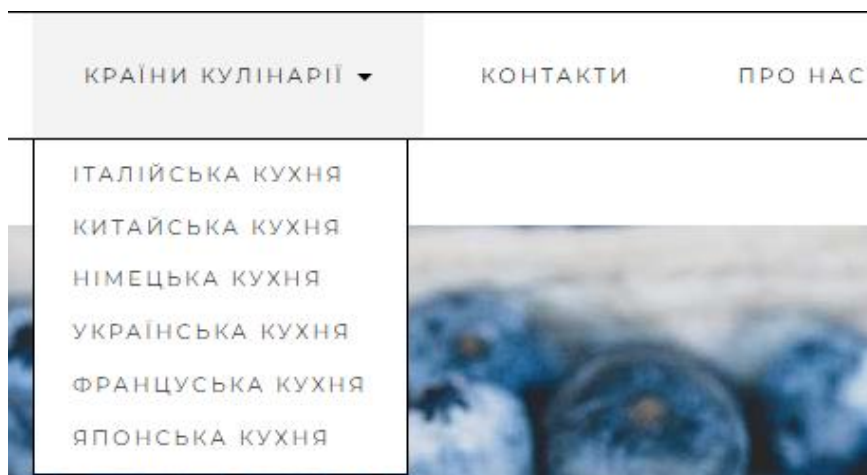 КРАЇНИ КУЛІНАРІЇ КОНТАКТИ ПРО НАС
ІТАЛІЙСЬКА КУХНЯ
КИТАЙСЬКА КУХНЯ
НІМЕЦЬКА КУХНЯ
УКРАЇНСЬКА КУХНЯ
ФРАНЦУСЬКА КУХНЯ
ЯПОНСЬКА КУХНЯ